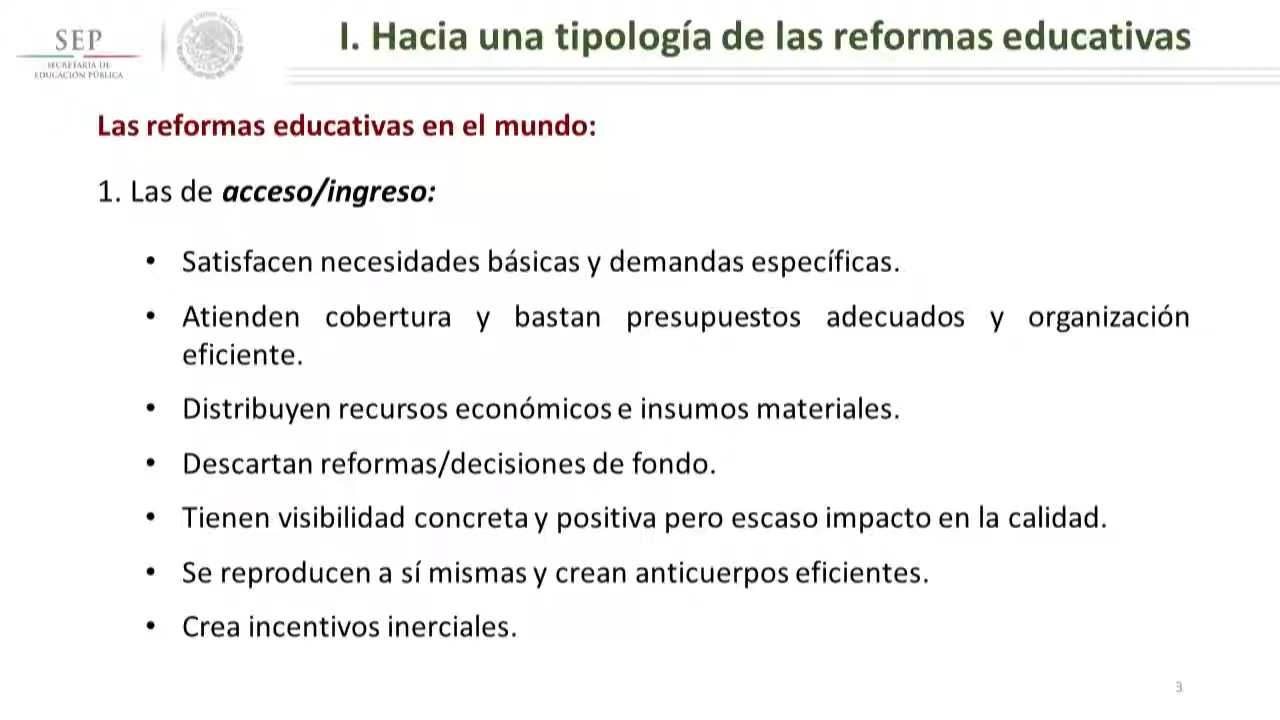 SEP
SECRETARÍA DE
EDUCACIÓN PÚBLICA
I. Hacia una tipología de las reformas educativas
Las reformas educativas en el mundo:
1. Las de acceso/ingreso:
• Satisfacen necesidades básicas y demandas específicas.
• Atienden cobertura y bastan presupuestos adecuados y organización
eficiente.
• Distribuyen recursos económicos e insumos materiales.
• Descartan reformas/decisiones de fondo.
• Tienen visibilidad concreta y positiva pero escaso impacto en la calidad.
• Se reproducen a sí mismas y crean anticuerpos eficientes.
• Crea incentivos inerciales.
3